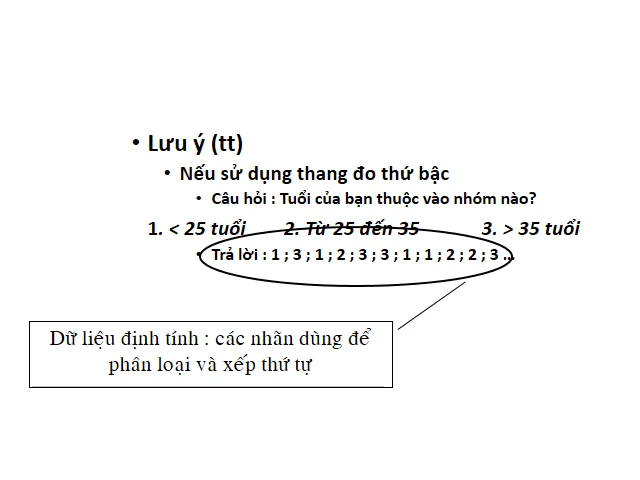 • Lưu ý (tt)
• Nếu sử dụng thang đo thứ bậc
• Câu hỏi : Tuổi của bạn thuộc vào nhóm nào?
1. < 25 tuổi 2. Từ 25 đến 35 3. > 35 tuổi
• Trả lời : 1 ; 3 ; 1 ; 2 ; 3 ; 3 ; 1 ; 1 ; 2 ; 2 ; 3 ...
Dữ liệu định tính : các nhãn dùng để
phân loại và xếp thứ tự